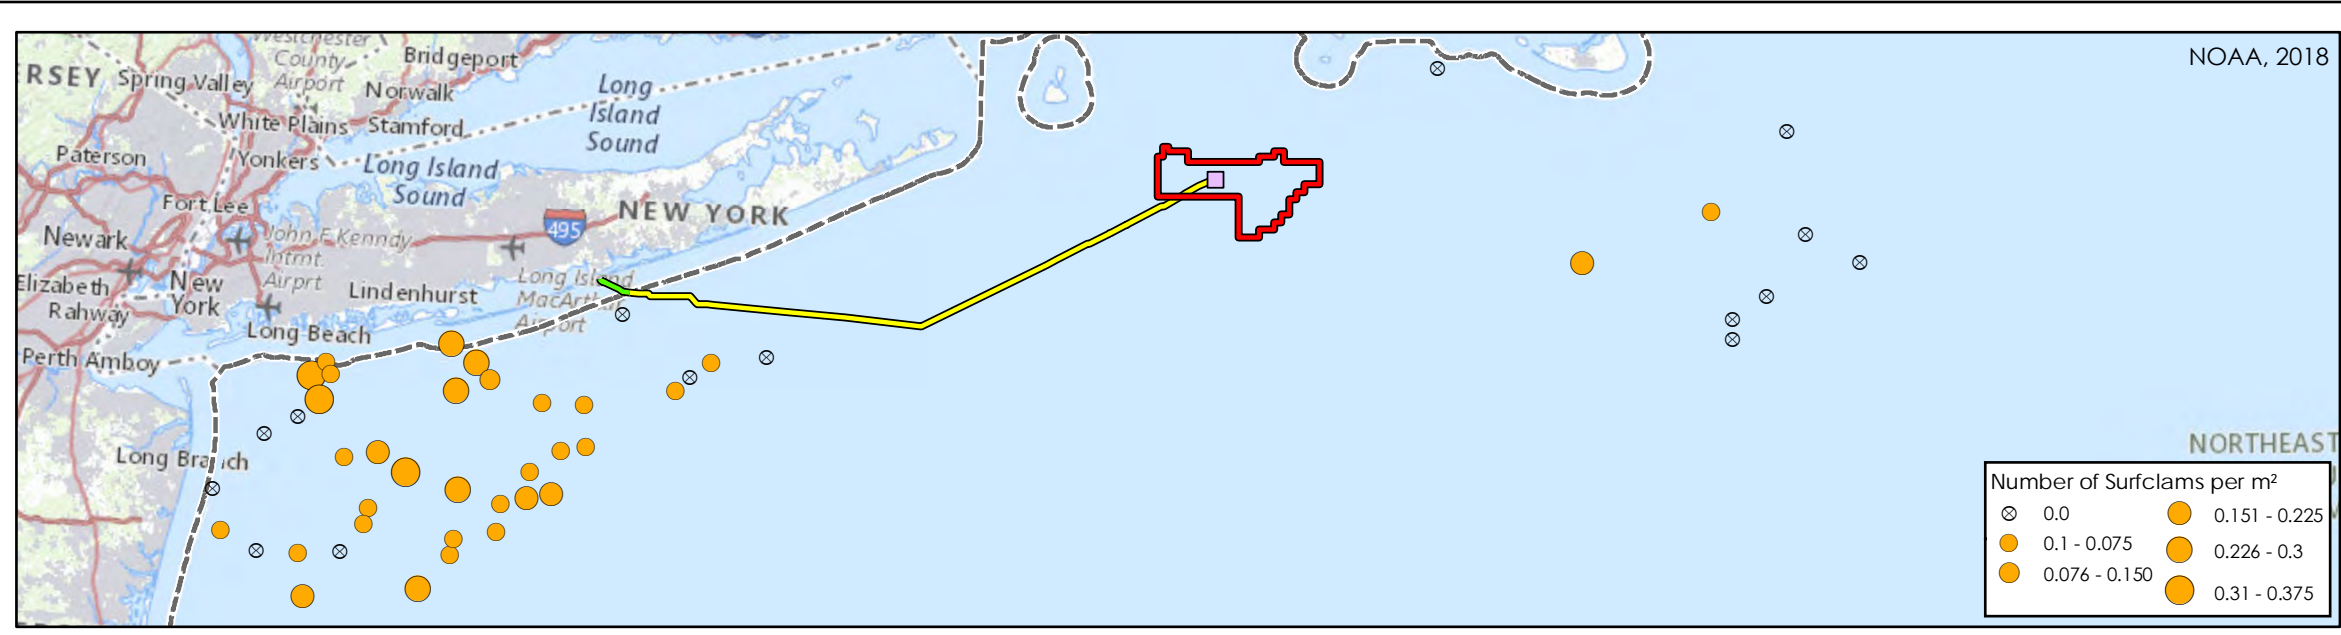 Westchester
County
Airport
Bridgeport
NOAA, 2018
RSEY
Spring Valley
Norwalk
Long
Island
Sound
White Plains
Stamford
Paterson
Yonkers
Long Island
Sound
Fort Lee
NEW YORK
495
Newark
John F Kenndy
Intrnt
Airprt
Elizabeth
New
York
Lindenhurst
Long Island
MacArthur
Airport
Rahway
Long Beach
Perth Amboy
Long Branch
NORTHEAST
Number of Surfclams per m²
0.0
0.1 - 0.075
0.076 - 0.150
0.151 - 0.225
0.226 - 0.3
0.31 - 0.375